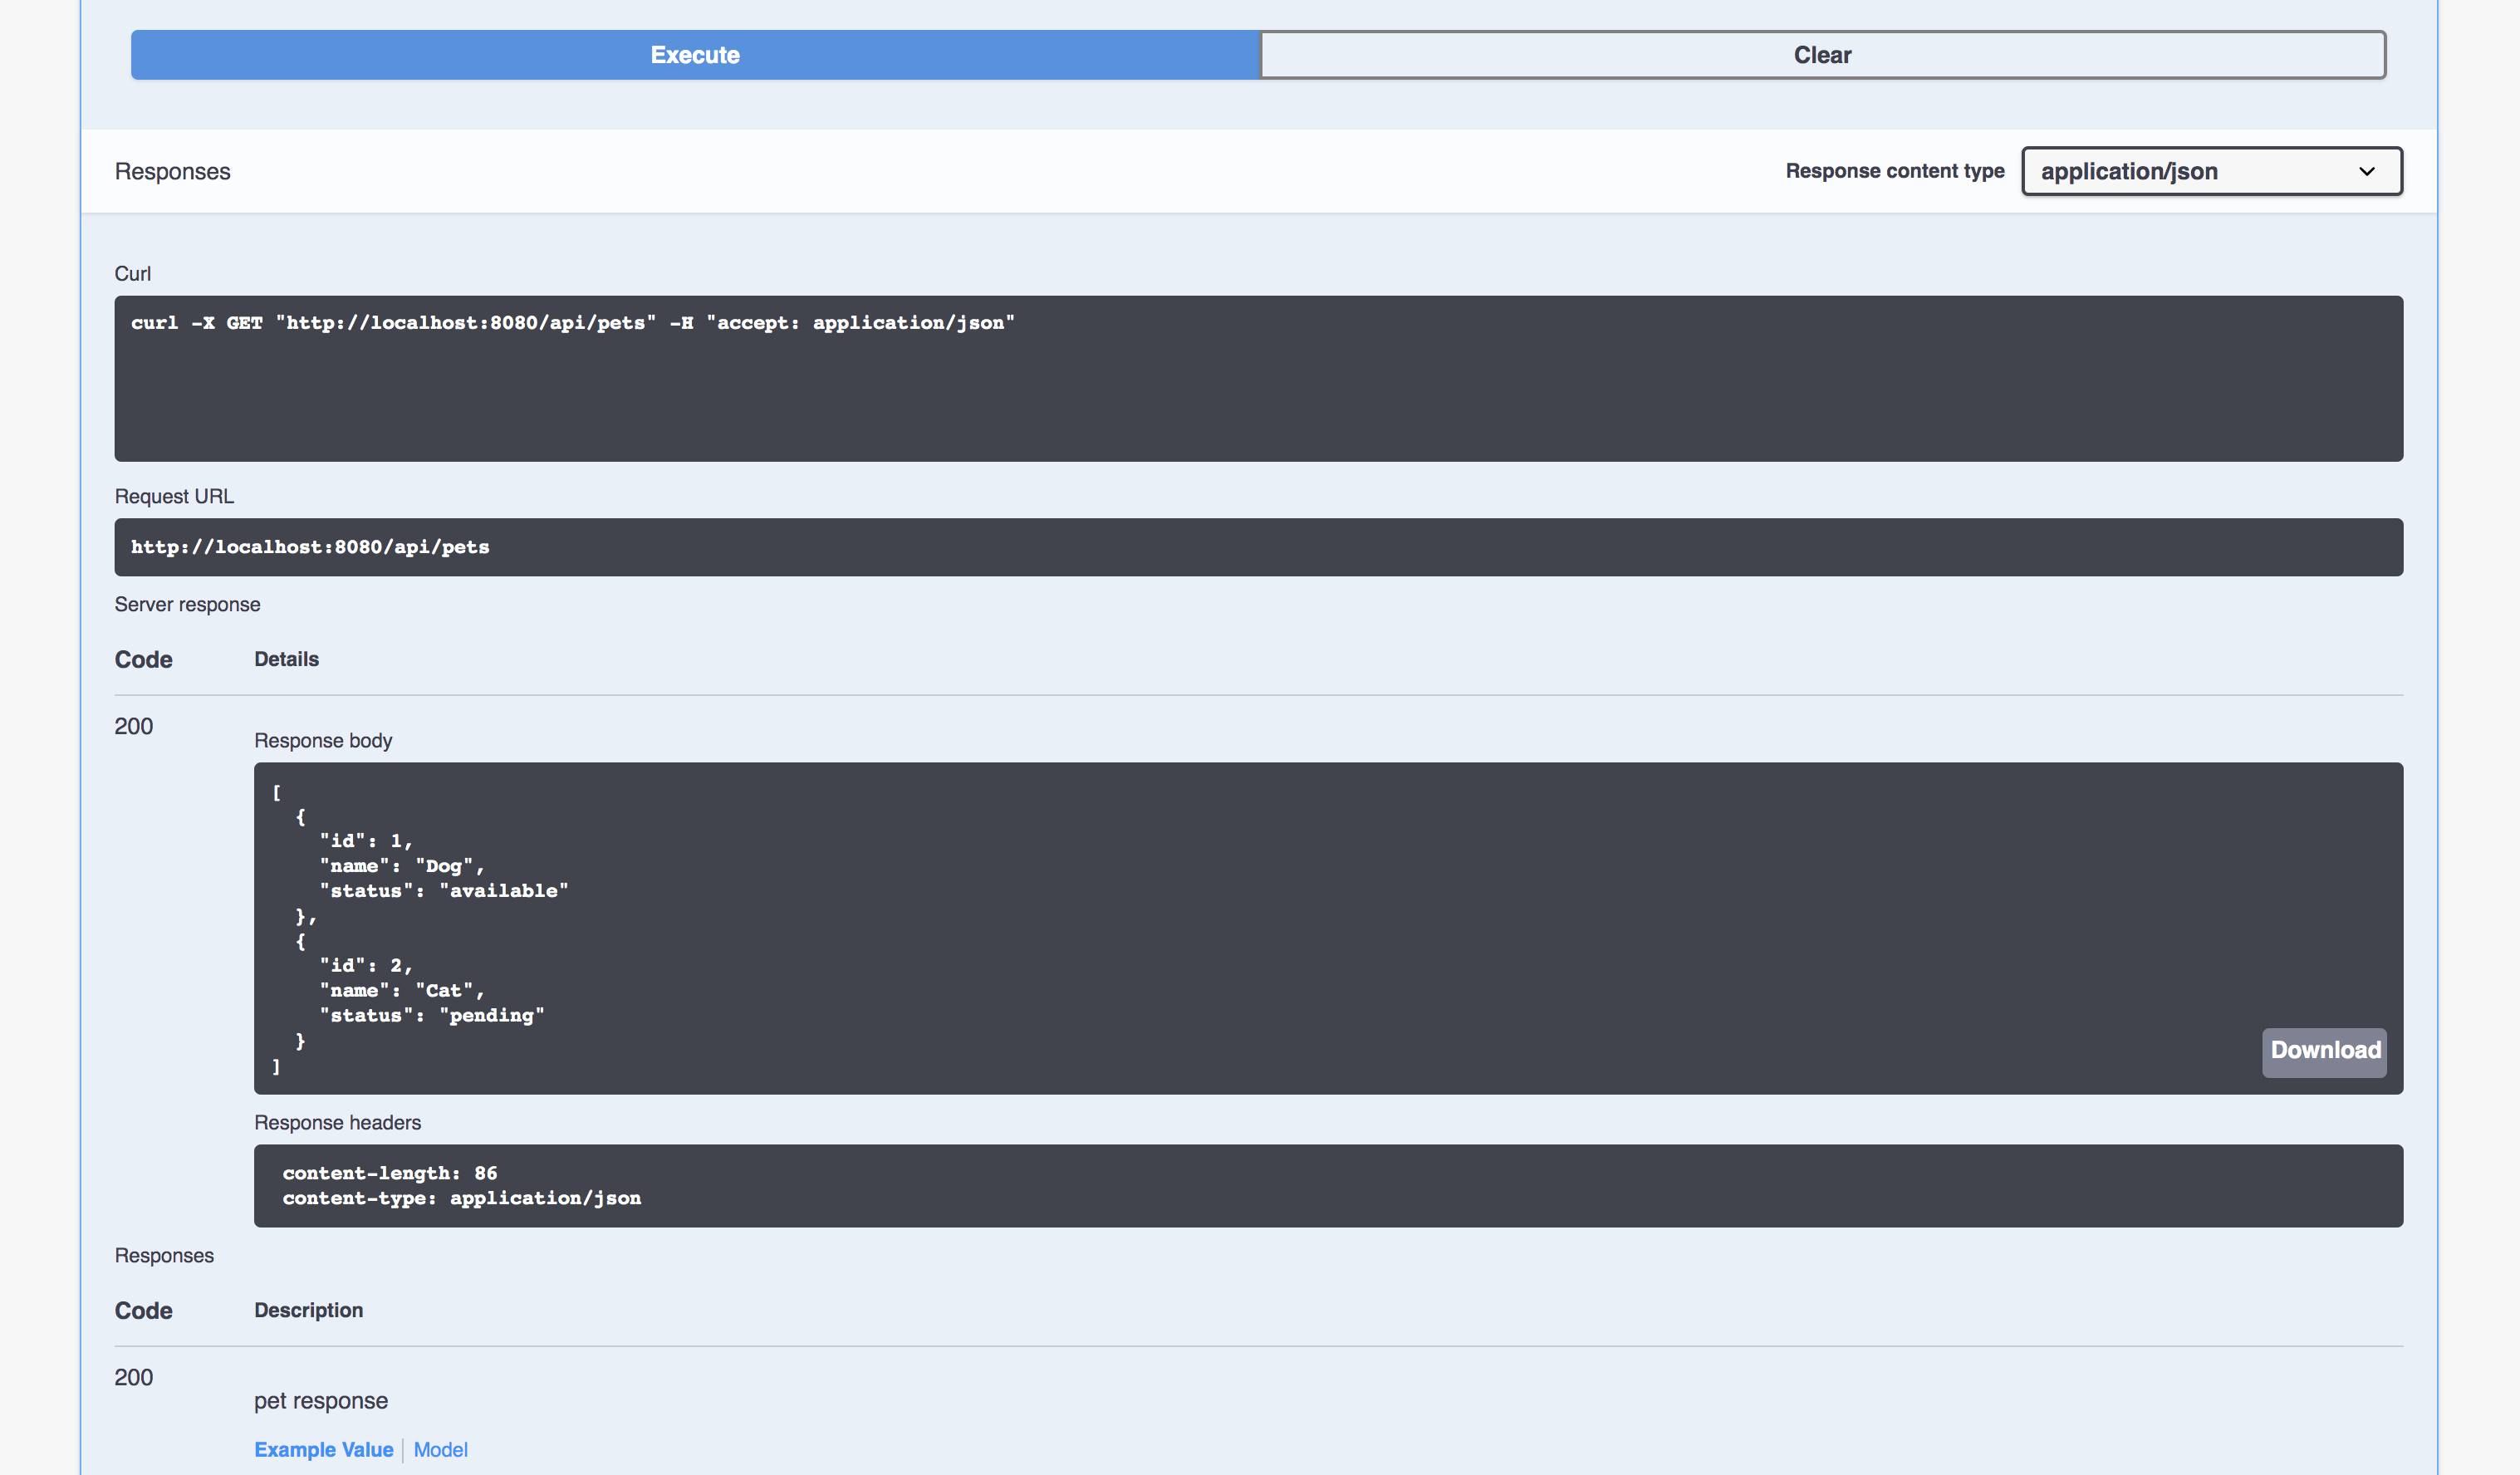 Execute
Clear
Responses
Response content type
application/json
Curl
curl -X GET "http://localhost:8080/api/pets" -H "accept: application/json"
Request URL
http://localhost:8080/api/pets
Server response
Code Details
200
Response body
[
  {
    "id": 1,
    "name": "Dog",
    "status": "available"
  },
  {
    "id": 2,
    "name": "Cat",
    "status": "pending"
  }
]
Download
Response headers
content-length: 86
content-type: application/json
Responses
Code Description
200
pet response
Example Value Model